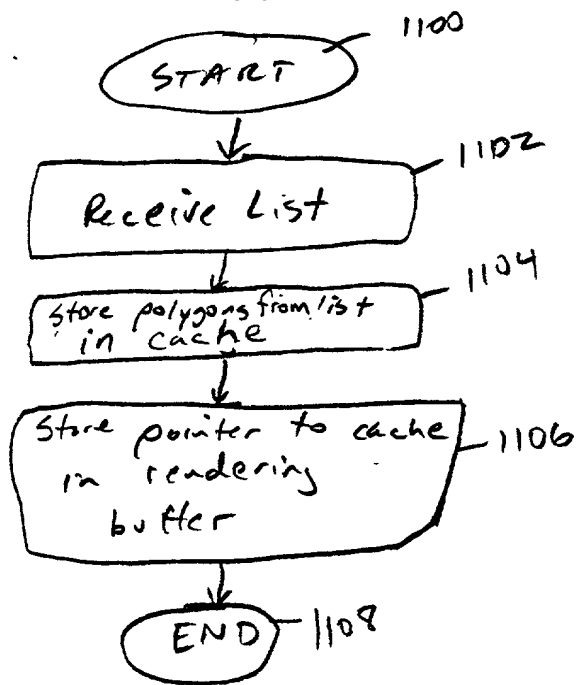 1100
START
1102
Receive List
1104
Store polygons from list
in cache
Store pointer to cache
in rendering
buffer
1106
END
1108